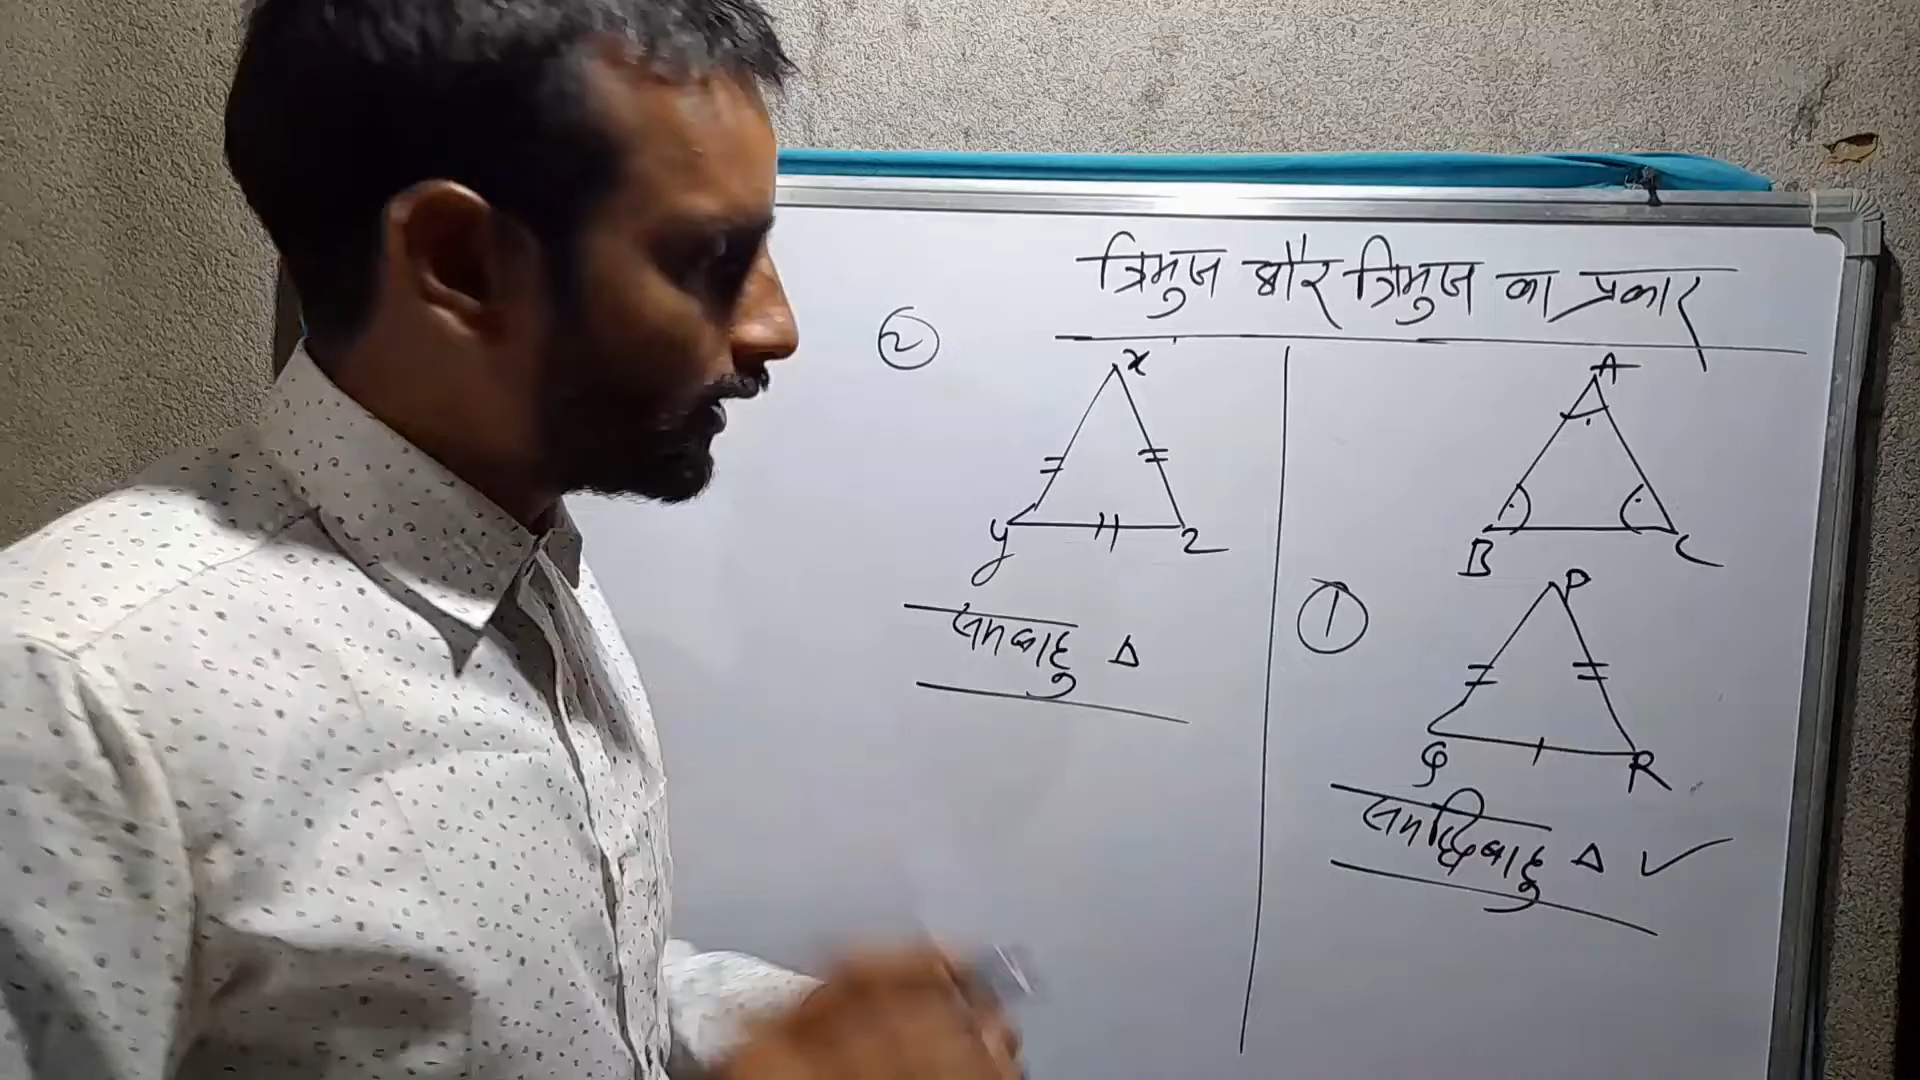 त्रिभुज और त्रिभुज का प्रकार
②
X
Y Z
समबाहु Δ
A
B C
①
P
Q R
समद्विबाहु Δ ✓